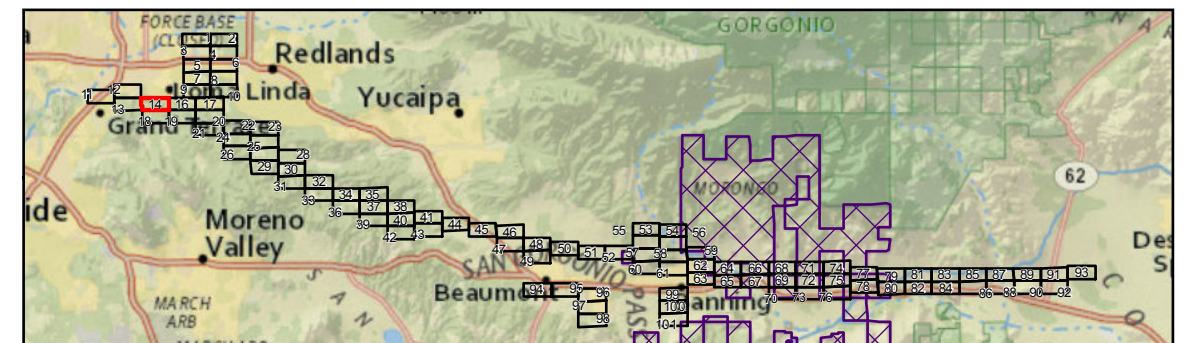 FORCE BASE
(CLOSED)
GORGONIO
Redlands
Loma Linda
Yucaipa
Grand Terrace
MORONGO
62
ide
Moreno
Valley
SAN GORGONIO PASS
Beaumont
anning
MARCH
ARB
S A N
Des
S
C O
1 2 3 4 5 6 7 8 9 10
11 12 13 14 16 17 18 19 20
21 22 23 24 25 26 28 29 30
31 32 33 34 35 36 37 38 39 40
41 42 43 44 45 46 47 48 49 50
51 52 53 54 55 56 57 58 59 60
61 62 63 64 65 66 67 68 69 70
71 72 73 74 75 76 77 78 79 80
81 82 83 84 85 86 87 88 89 90
91 92 93 94 95 96 97 98 99 100
101